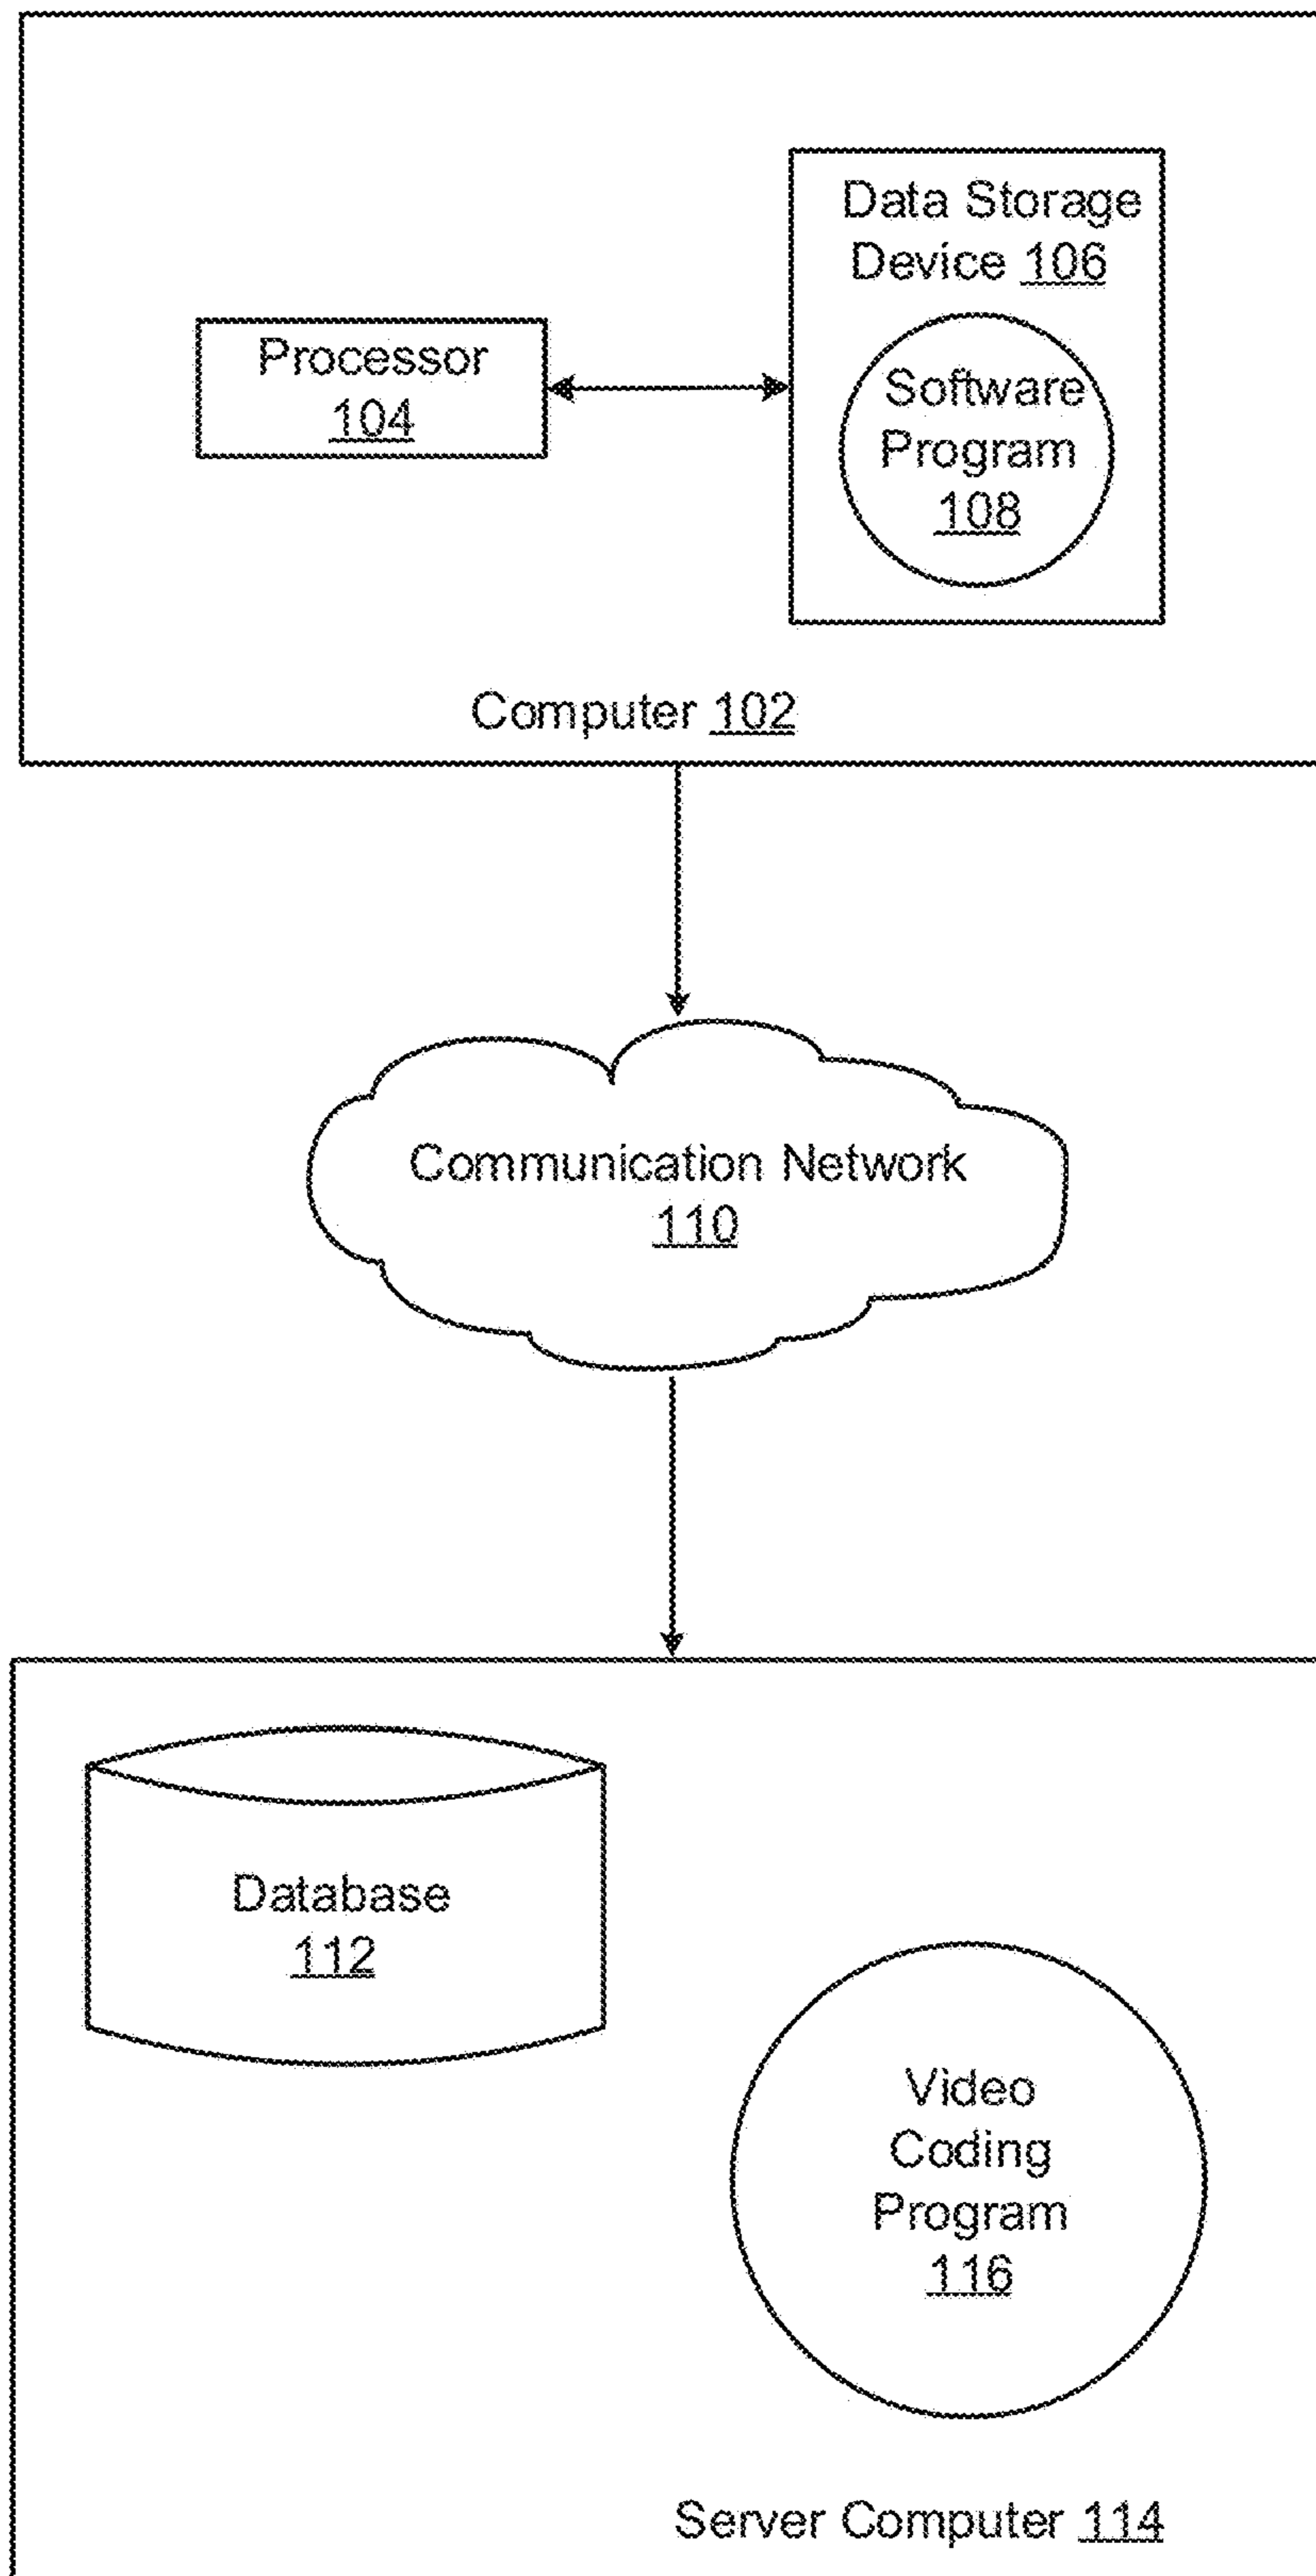 Data Storage
Device 106
Processor
104
Software
Program
108
Computer 102
Communication Network
110
Database
112
Video
Coding
Program
116
Server Computer 114